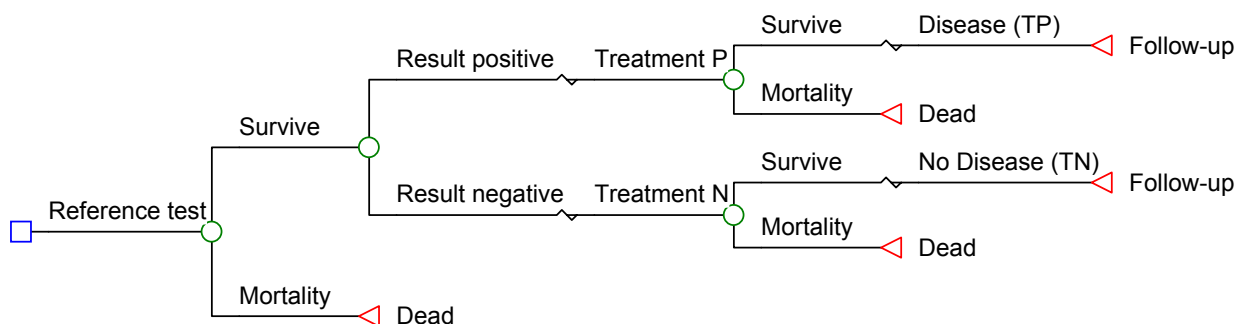 Survive
Disease (TP)
Result positive
Treatment P
Follow-up
Mortality
Dead
Survive
Survive
No Disease (TN)
Result negative
Treatment N
Follow-up
Reference test
Mortality
Dead
Mortality
Dead